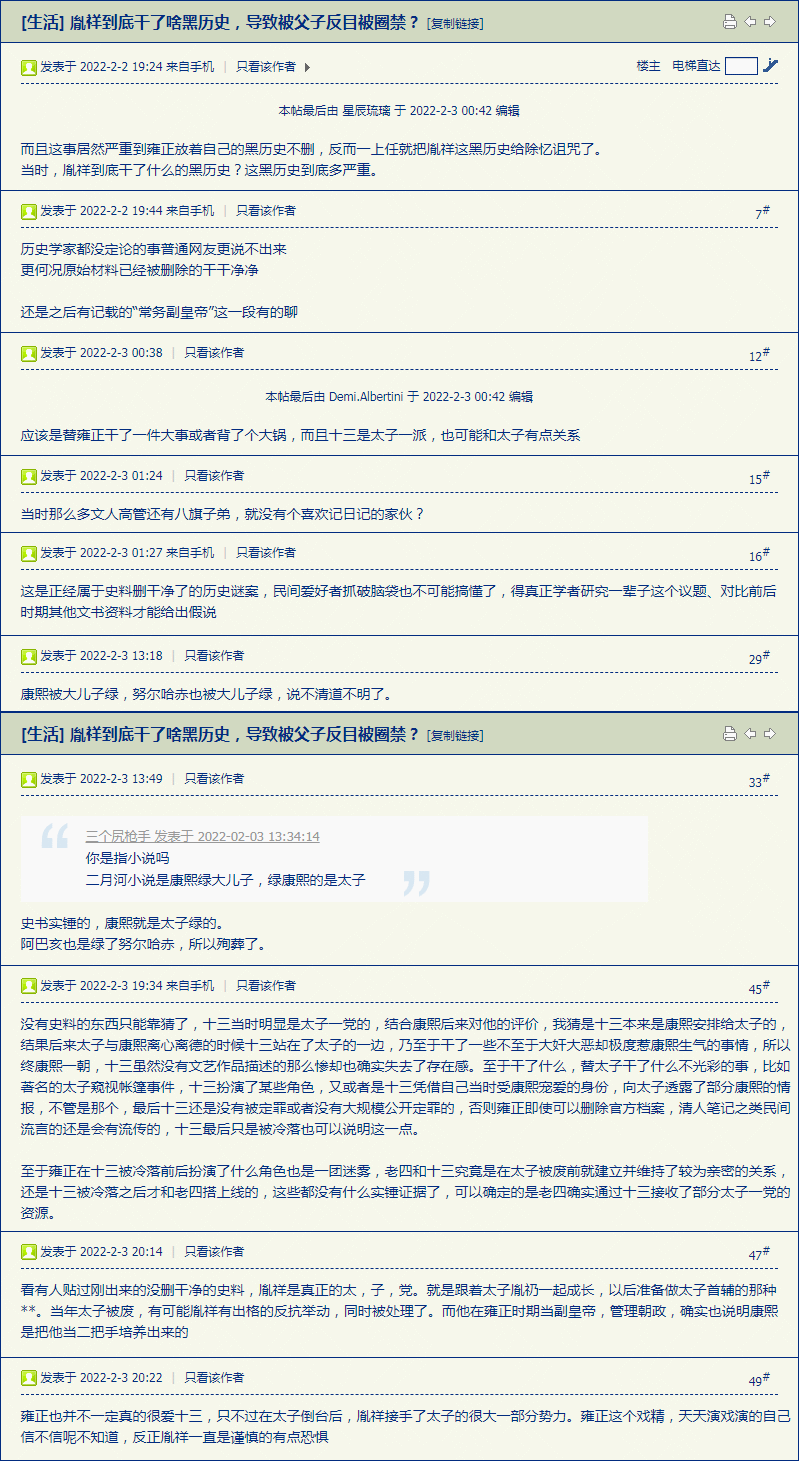 [生活] 胤祥到底干了啥黑历史，导致被父子反目被圈禁？ [复制链接]
发表于 2022-2-2 19:24 来自手机 | 只看该作者 楼主 电梯直达
本帖最后由 星辰琉璃 于 2022-2-3 00:42 编辑
而且这事居然严重到雍正放着自己的黑历史不删，反而一上任就把胤祥这黑历史给除忆诅咒了。
当时，胤祥到底干了什么的黑历史？这黑历史到底多严重。
发表于 2022-2-2 19:44 来自手机 | 只看该作者 7#
历史学家都没定论的事普通网友更说不出来
更何况原始材料已经被删除的干干净净
还是之后有记载的“常务副皇帝”这一段有的聊
发表于 2022-2-3 00:38 | 只看该作者 12#
本帖最后由 Demi.Albertini 于 2022-2-3 00:42 编辑
应该是替雍正干了一件大事或者背了个大锅，而且十三是太子一派，也可能和太子有点关系
发表于 2022-2-3 01:24 | 只看该作者 15#
当时那么多文人高管还有八旗子弟，就没有个喜欢记日记的家伙？
发表于 2022-2-3 01:27 来自手机 | 只看该作者 16#
这是正经属于史料删干净了的历史谜案，民间爱好者抓破脑袋也不可能搞懂了，得真正学者研究一辈子这个议题、对比前后
时期其他文书资料才能给出假说
发表于 2022-2-3 13:18 | 只看该作者 29#
康熙被大儿子绿，努尔哈赤也被大儿子绿，说不清道不明了。
[生活] 胤祥到底干了啥黑历史，导致被父子反目被圈禁？ [复制链接]
发表于 2022-2-3 13:49 | 只看该作者 33#
三个尻枪手 发表于 2022-02-03 13:34:14
你是指小说吗
二月河小说是康熙绿大儿子，绿康熙的是太子
史书实锤的，康熙就是太子绿的。
阿巴亥也是绿了努尔哈赤，所以殉葬了。
发表于 2022-2-3 19:34 来自手机 | 只看该作者 45#
没有史料的东西只能靠猜了，十三当时明显是太子一党的，结合康熙后来对他的评价，我猜是十三本来是康熙安排给太子的，
结果后来太子与康熙离心离德的时候十三站在了太子的一边，乃至于干了一些不至于大奸大恶却极度惹康熙生气的事情，所以
终康熙一朝，十三虽然没有文艺作品描述的那么惨却也确实失去了存在感。至于干了什么，替太子干了什么不光彩的事，比如
著名的太子窥视帐篷事件，十三扮演了某些角色，又或者是十三凭借自己当时受康熙宠爱的身份，向太子透露了部分康熙的情
报，不管是那个，最后十三还是没有被定罪或者没有大规模公开定罪的，否则雍正即使可以删除官方档案，清人笔记之类民间
流言的还是会有流传的，十三最后只是被冷落也可以说明这一点。
至于雍正在十三被冷落前后扮演了什么角色也是一团迷雾，老四和十三究竟是在太子被废前就建立并维持了较为亲密的关系，
还是十三被冷落之后才和老四搭上线的，这些都没有什么实锤证据了，可以确定的是老四确实通过十三接收了部分太子一党的
资源。
发表于 2022-2-3 20:14 | 只看该作者 47#
看有人贴过刚出来的没删干净的史料，胤祥是真正的太，子，党。就是跟着太子胤礽一起成长，以后准备做太子首辅的那种
**。当年太子被废，有可能胤祥有出格的反抗举动，同时被处理了。而他在雍正时期当副皇帝，管理朝政，确实也说明康熙
是把他当二把手培养出来的
发表于 2022-2-3 20:22 | 只看该作者 49#
雍正也并不一定真的很爱十三，只不过在太子倒台后，胤祥接手了太子的很大一部分势力。雍正这个戏精，天天演戏演的自己
信不信呢不知道，反正胤祥一直是谨慎的有点恐惧